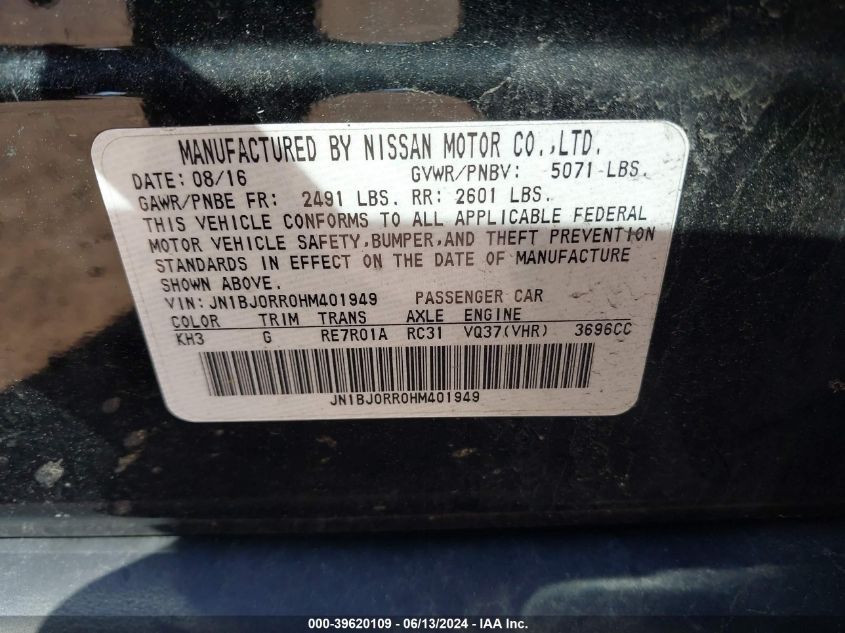 MANUFACTURED BY NISSAN MOTOR CO.,LTD.
DATE: 08/16 GVWR/PNBV: 5071 LBS.
GAWR/PNBE FR: 2491 LBS. RR: 2601 LBS.
THIS VEHICLE CONFORMS TO ALL APPLICABLE FEDERAL
MOTOR VEHICLE SAFETY,BUMPER,AND THEFT PREVENTION
STANDARDS IN EFFECT ON THE DATE OF MANUFACTURE
SHOWN ABOVE.
VIN: JN1BJ0RR0HM401949 PASSENGER CAR
COLOR TRIM TRANS AXLE ENGINE
KH3 G RE7R01A RC31 VQ37(VHR) 3696CC
JN1BJ0RR0HM401949
000-39620109 - 06/13/2024 - IAA Inc.